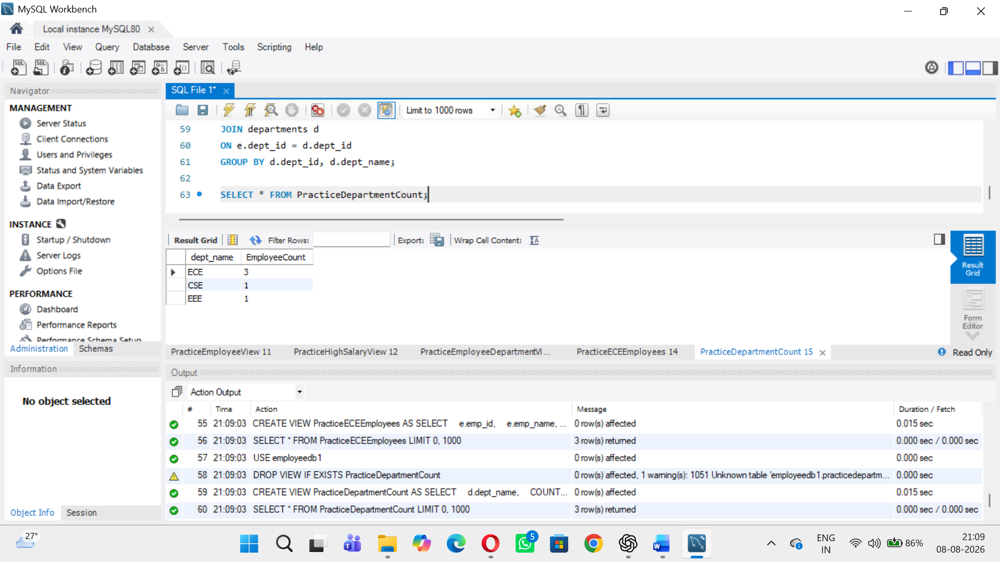 MySQL Workbench
Local instance MySQL80
File Edit View Query Database Server Tools Scripting Help
Navigator
MANAGEMENT
Server Status
Client Connections
Users and Privileges
Status and System Variables
Data Export
Data Import/Restore
INSTANCE
Startup / Shutdown
Server Logs
Options File
PERFORMANCE
Dashboard
Performance Reports
Performance Schema Setup
Administration Schemas
Information
No object selected
Object Info Session
SQL File 1*
Limit to 1000 rows
59 JOIN departments d
60 ON e.dept_id = d.dept_id
61 GROUP BY d.dept_id, d.dept_name;
62
63 SELECT * FROM PracticeDepartmentCount;
Result Grid Filter Rows: Export: Wrap Cell Content:
dept_name EmployeeCount
ECE 3
CSE 1
EEE 1
Result
Grid
Form
Editor
PracticeEmployeeView 11 PracticeHighSalaryView 12 PracticeEmployeeDepartmentVi... PracticeECEEmployees 14 PracticeDepartmentCount 15 Read Only
Output
Action Output
# Time Action Message Duration / Fetch
55 21:09:03 CREATE VIEW PracticeECEEmployees AS SELECT e.emp_id, e.emp_name, ... 0 row(s) affected 0.015 sec
56 21:09:03 SELECT * FROM PracticeECEEmployees LIMIT 0, 1000 3 row(s) returned 0.000 sec / 0.000 sec
57 21:09:03 USE employeedb1 0 row(s) affected 0.000 sec
58 21:09:03 DROP VIEW IF EXISTS PracticeDepartmentCount 0 row(s) affected, 1 warning(s): 1051 Unknown table 'employeedb1.practicedepartm... 0.000 sec
59 21:09:03 CREATE VIEW PracticeDepartmentCount AS SELECT d.dept_name, COUNT... 0 row(s) affected 0.015 sec
60 21:09:03 SELECT * FROM PracticeDepartmentCount LIMIT 0, 1000 3 row(s) returned 0.000 sec / 0.000 sec
27°
5
ENG
IN
86%
21:09
08-08-2026